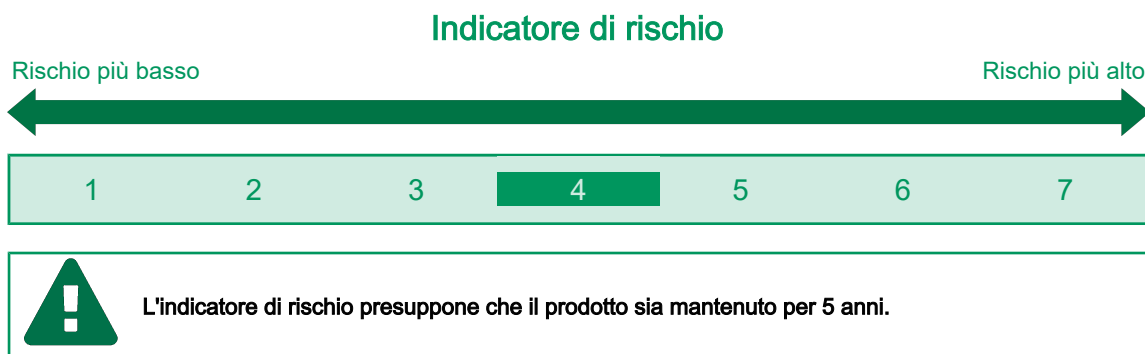 Indicatore di rischio
Rischio più basso Rischio più alto
1 2 3 4 5 6 7
L'indicatore di rischio presuppone che il prodotto sia mantenuto per 5 anni.